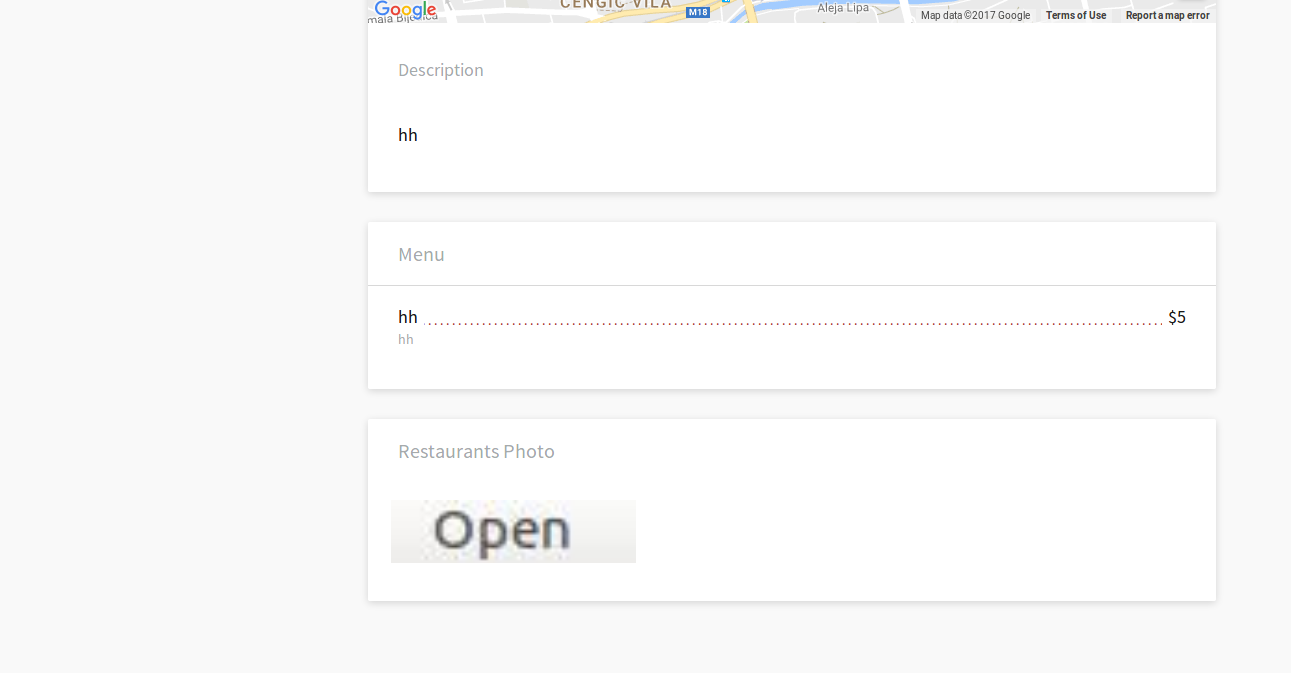 CENGIC VILA
Google
M18
Aleja Lipa
Map data ©2017 Google Terms of Use Report a map error
Description
hh
Menu
hh $5
hh
Restaurants Photo
Open